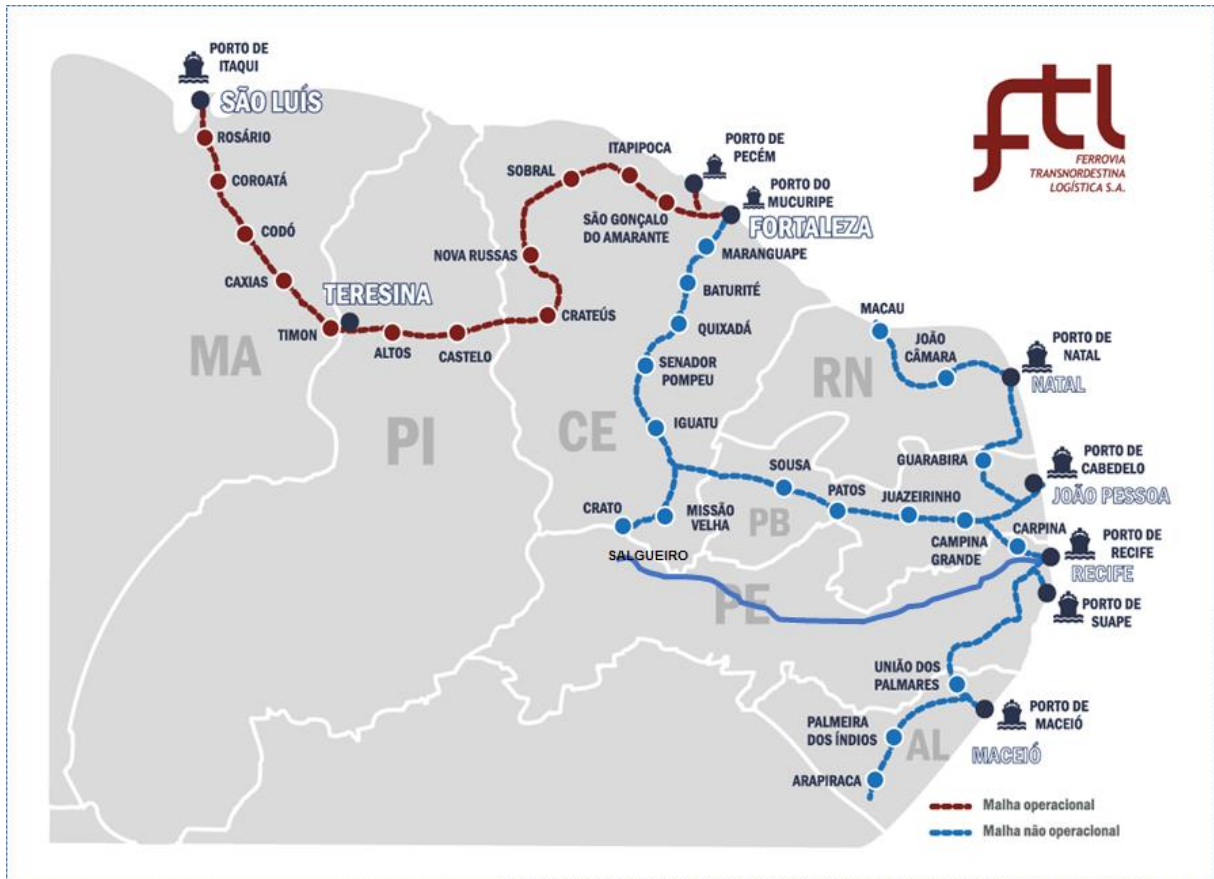 PORTO DE
ITAQUI
SÃO LUÍS
ROSÁRIO
COROATÁ
CODÓ
CAXIAS
TERESINA
TIMON
ALTOS
CASTELO
CRATEÚS
NOVA RUSSAS
SOBRAL
ITAPIPOCA
SÃO GONÇALO
DO AMARANTE
PORTO DE
PECÉM
PORTO DO
MUCURIPE
FORTALEZA
ftl
FERROVIA
TRANSNORDESTINA
LOGÍSTICA S.A.
MARANGUAPE
BATURITÉ
QUIXADÁ
SENADOR
POMPEU
IGUATU
MACAU
JOÃO
CÂMARA
PORTO DE
NATAL
NATAL
MA
PI
CE
RN
GUARABIRA
PORTO DE
CABEDELO
JOÃO PESSOA
SOUSA
PATOS
JUAZEIRINHO
CAMPINA
GRANDE
CARPINA
PB
CRATO
MISSÃO
VELHA
SALGUEIRO
PORTO DE
RECIFE
RECIFE
PE
PORTO DE
SUAPE
UNIÃO DOS
PALMARES
PORTO DE
MACEIÓ
MACEIÓ
PALMEIRA
DOS ÍNDIOS
AL
ARAPIRACA
Malha operacional
Malha não operacional